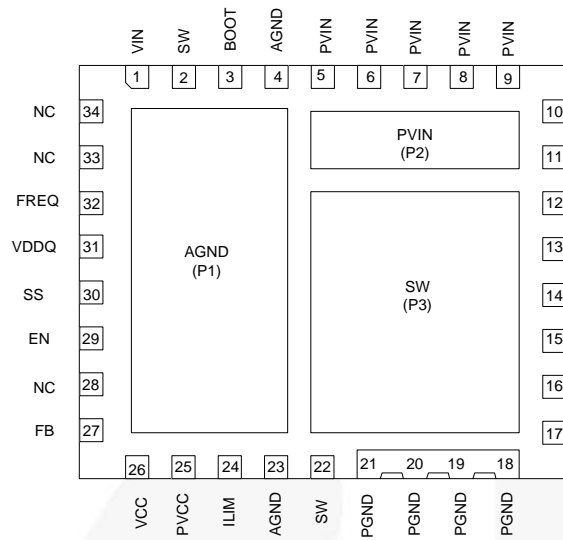 VIN SW BOOT AGND PVIN PVIN PVIN PVIN PVIN
1 2 3 4 5 6 7 8 9
NC 34 10
NC 33 11
PVIN
(P2)
FREQ 32 12
VDDQ 31 13
AGND
(P1)
SW
(P3)
SS 30 14
EN 29 15
NC 28 16
FB 27 17
26 25 24 23 22 21 20 19 18
VCC PVCC ILIM AGND SW PGND PGND PGND PGND